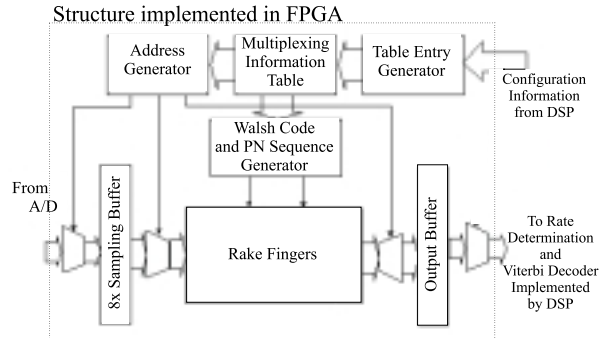 Structure implemented in FPGA
Address
Generator
Multiplexing
Information
Table
Table Entry
Generator
Configuration
Information
from DSP
Walsh Code
and PN Sequence
Generator
From
A/D
8x Sampling Buffer
Rake Fingers
Output Buffer
To Rate
Determination
and
Viterbi Decoder
Implemented
by DSP